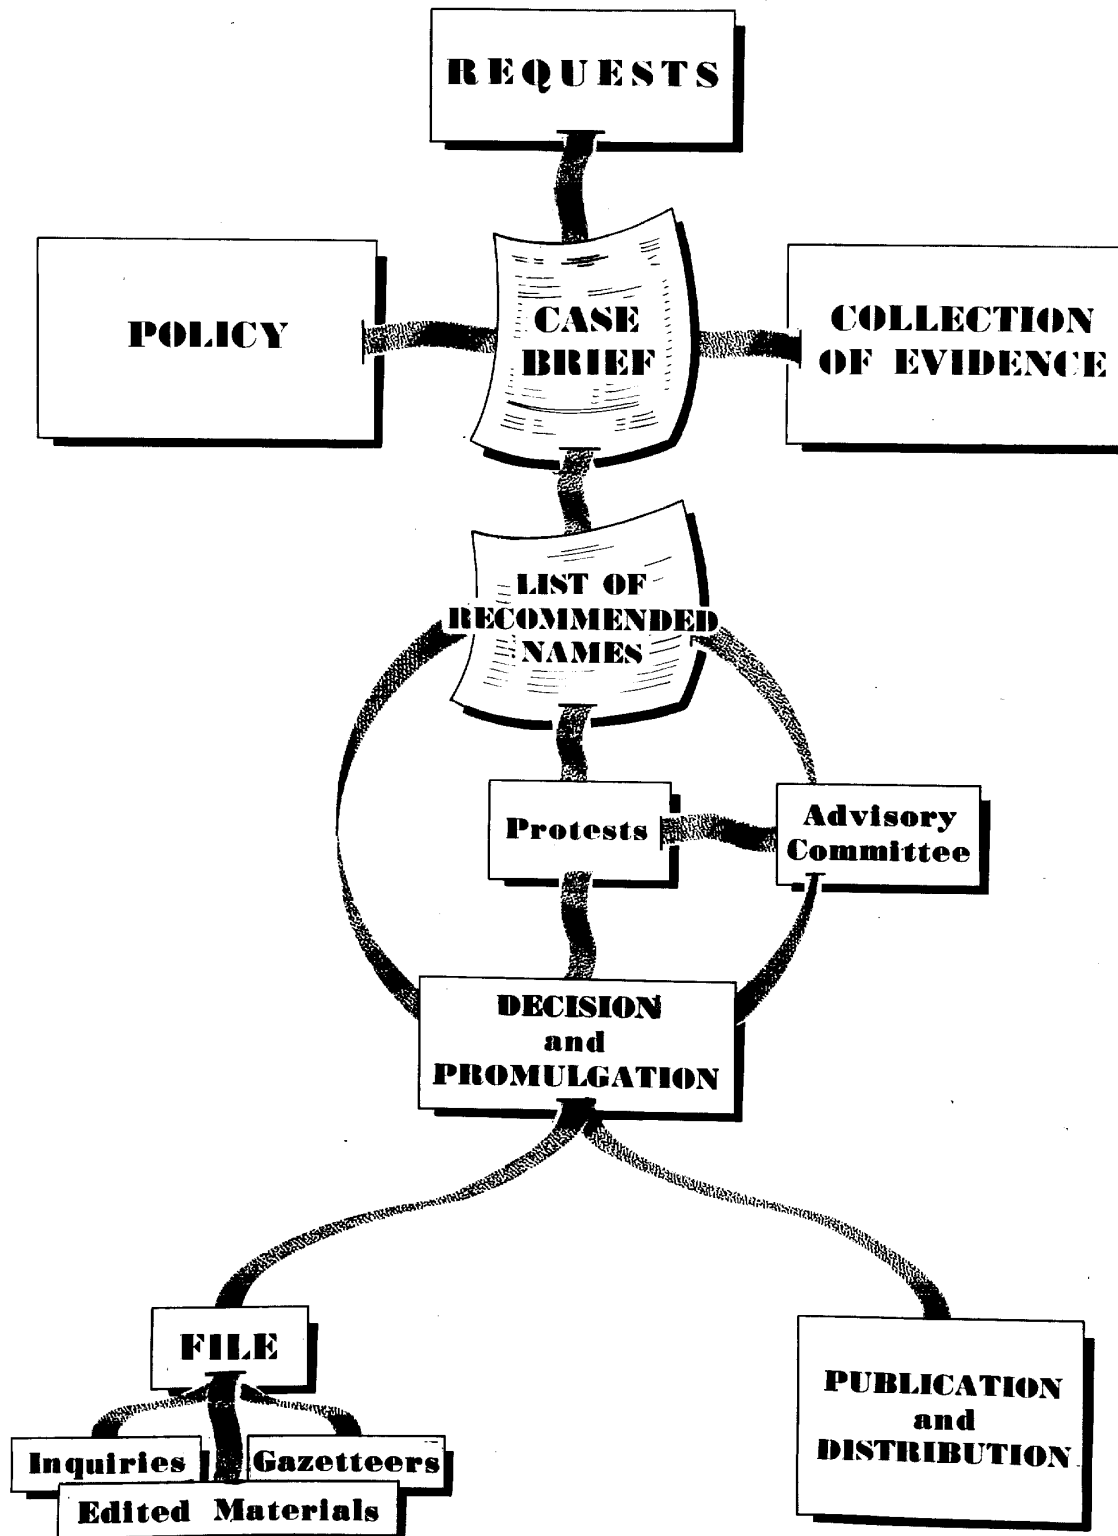 REQUESTS
POLICY
CASE
BRIEF
COLLECTION
OF EVIDENCE
LIST OF
RECOMMENDED
NAMES
Protests
Advisory
Committee
DECISION
and
PROMULGATION
FILE
PUBLICATION
and
DISTRIBUTION
Inquiries
Gazetteers
Edited Materials